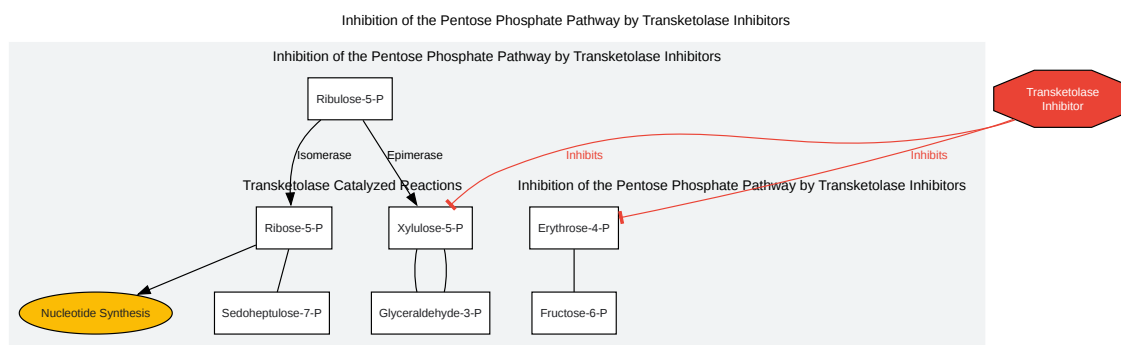 Inhibition of the Pentose Phosphate Pathway by Transketolase Inhibitors
Inhibition of the Pentose Phosphate Pathway by Transketolase Inhibitors
Ribulose-5-P
Transketolase
Inhibitor
Isomerase
Epimerase
Inhibits
Inhibits
Transketolase Catalyzed Reactions
Inhibition of the Pentose Phosphate Pathway by Transketolase Inhibitors
Ribose-5-P
Xylulose-5-P
Erythrose-4-P
Nucleotide Synthesis
Sedoheptulose-7-P
Glyceraldehyde-3-P
Fructose-6-P